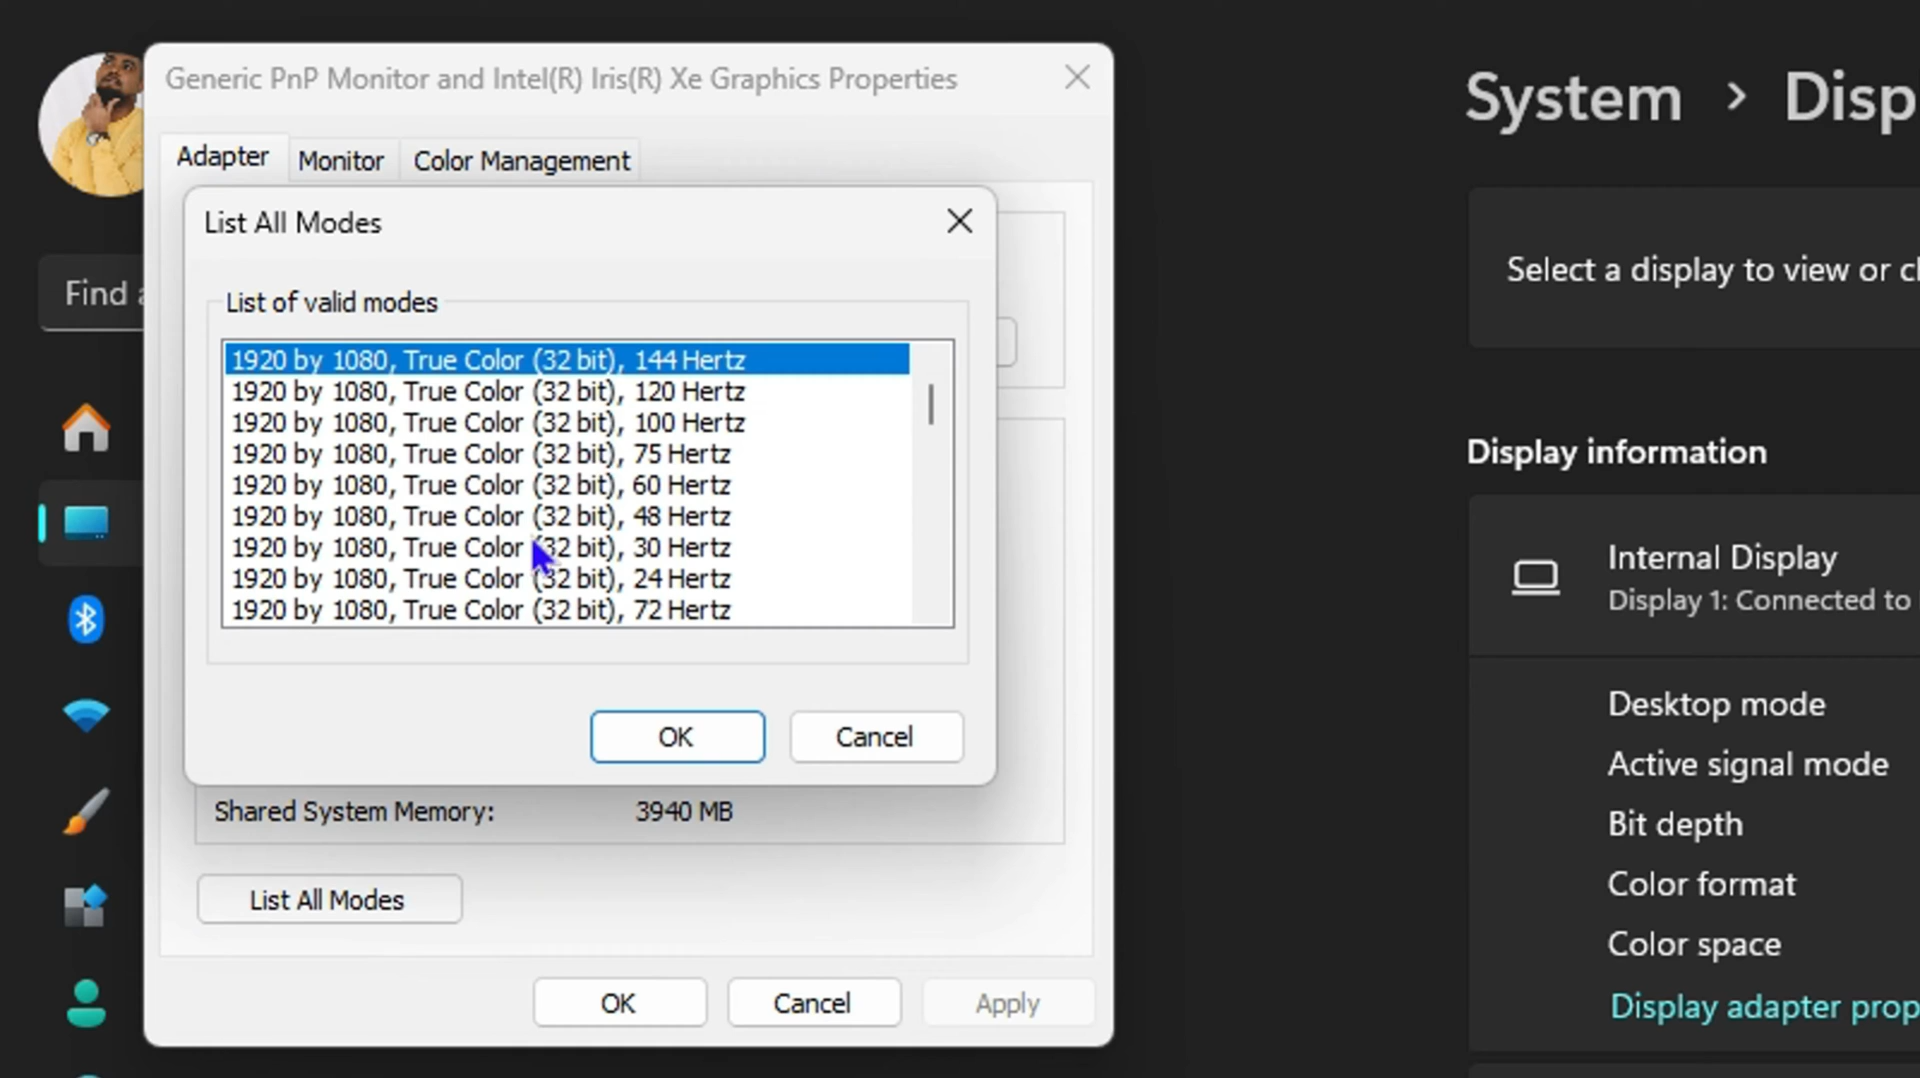 Generic PnP Monitor and Intel(R) Iris(R) Xe Graphics Properties
Adapter
Monitor
Color Management
List All Modes
List of valid modes
1920 by 1080, True Color (32 bit), 144 Hertz
1920 by 1080, True Color (32 bit), 120 Hertz
1920 by 1080, True Color (32 bit), 100 Hertz
1920 by 1080, True Color (32 bit), 75 Hertz
1920 by 1080, True Color (32 bit), 60 Hertz
1920 by 1080, True Color (32 bit), 48 Hertz
1920 by 1080, True Color (32 bit), 30 Hertz
1920 by 1080, True Color (32 bit), 24 Hertz
1920 by 1080, True Color (32 bit), 72 Hertz
OK
Cancel
Shared System Memory: 3940 MB
List All Modes
OK
Cancel
Apply
Find
System > Disp
Select a display to view or
Display information
Internal Display
Display 1: Connected to
Desktop mode
Active signal mode
Bit depth
Color format
Color space
Display adapter prop